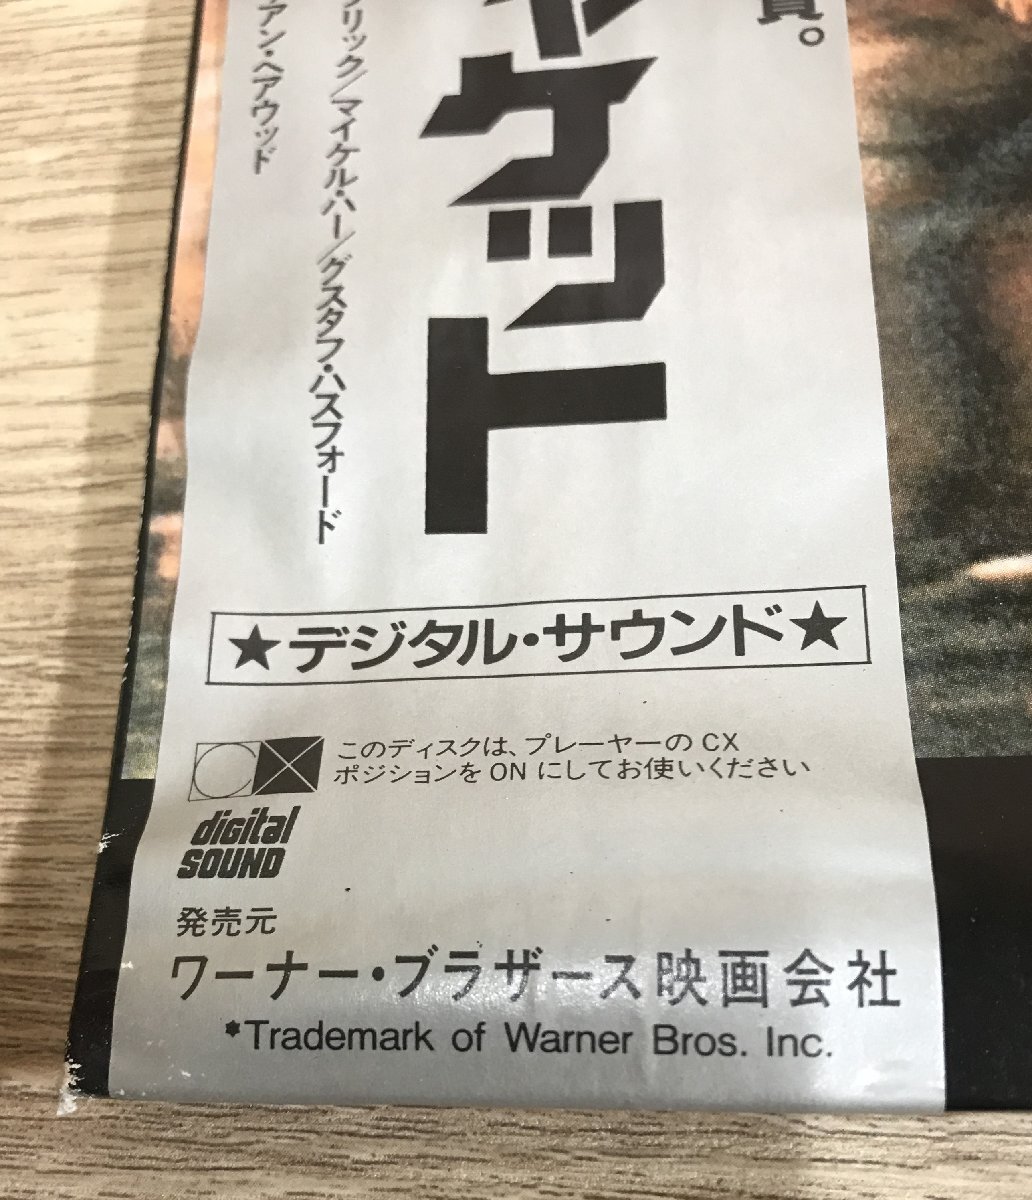 質。
ャケット
ブリック/マイケル・ハー/グスタフ・ハスフォード
アン・ヘアウッド
★デジタル・サウンド★
CX
このディスクは、プレーヤーのCX
ポジションをONにしてお使いください
digital
SOUND
発売元
ワーナー・ブラザース映画会社
*Trademark of Warner Bros. Inc.